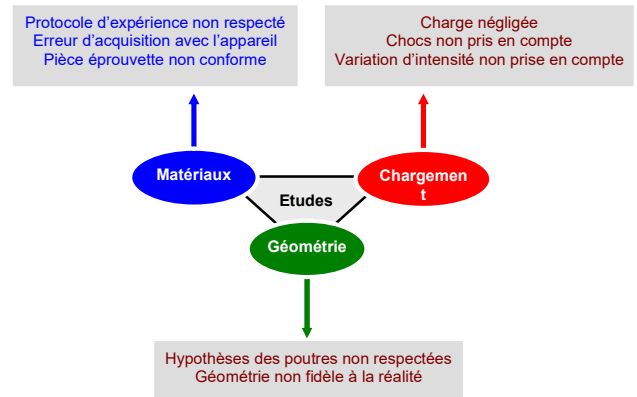 Protocole d'expérience non respecté
Erreur d'acquisition avec l'appareil
Pièce éprouvette non conforme
Charge négligée
Chocs non pris en compte
Variation d'intensité non prise en compte
Matériaux
Chargemen
t
Etudes
Géométrie
Hypothèses des poutres non respectées
Géométrie non fidèle à la réalité